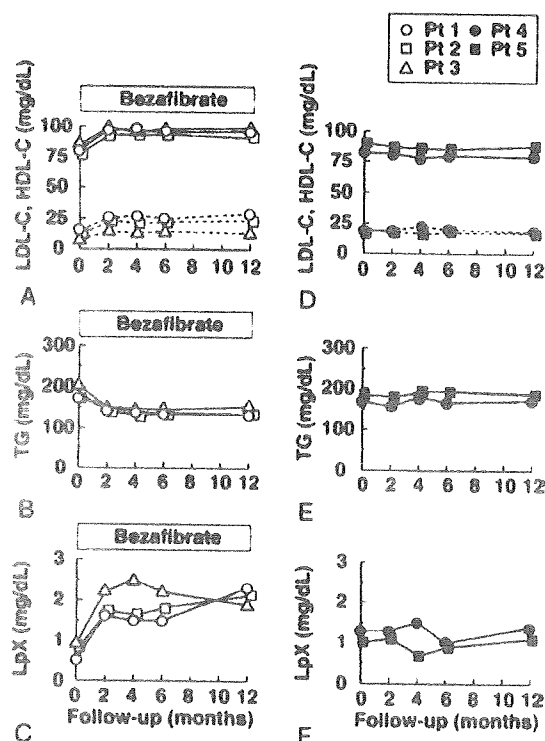 Pt 1 Pt 4
Pt 2 Pt 5
Pt 3
Bezafibrate
LDL-C, HDL-C (mg/dL)
100
75
50
25
0
0 2 4 6 8 10 12
A
LDL-C, HDL-C (mg/dL)
100
75
50
25
0
0 2 4 6 8 10 12
D
Bezafibrate
TG (mg/dL)
300
200
100
0
0 2 4 6 8 10 12
B
TG (mg/dL)
300
200
100
0
0 2 4 6 8 10 12
E
Bezafibrate
LpX (mg/dL)
3
2
1
0
0 2 4 6 8 10 12
Follow-up (months)
C
LpX (mg/dL)
3
2
1
0
0 2 4 6 8 10 12
Follow-up (months)
F